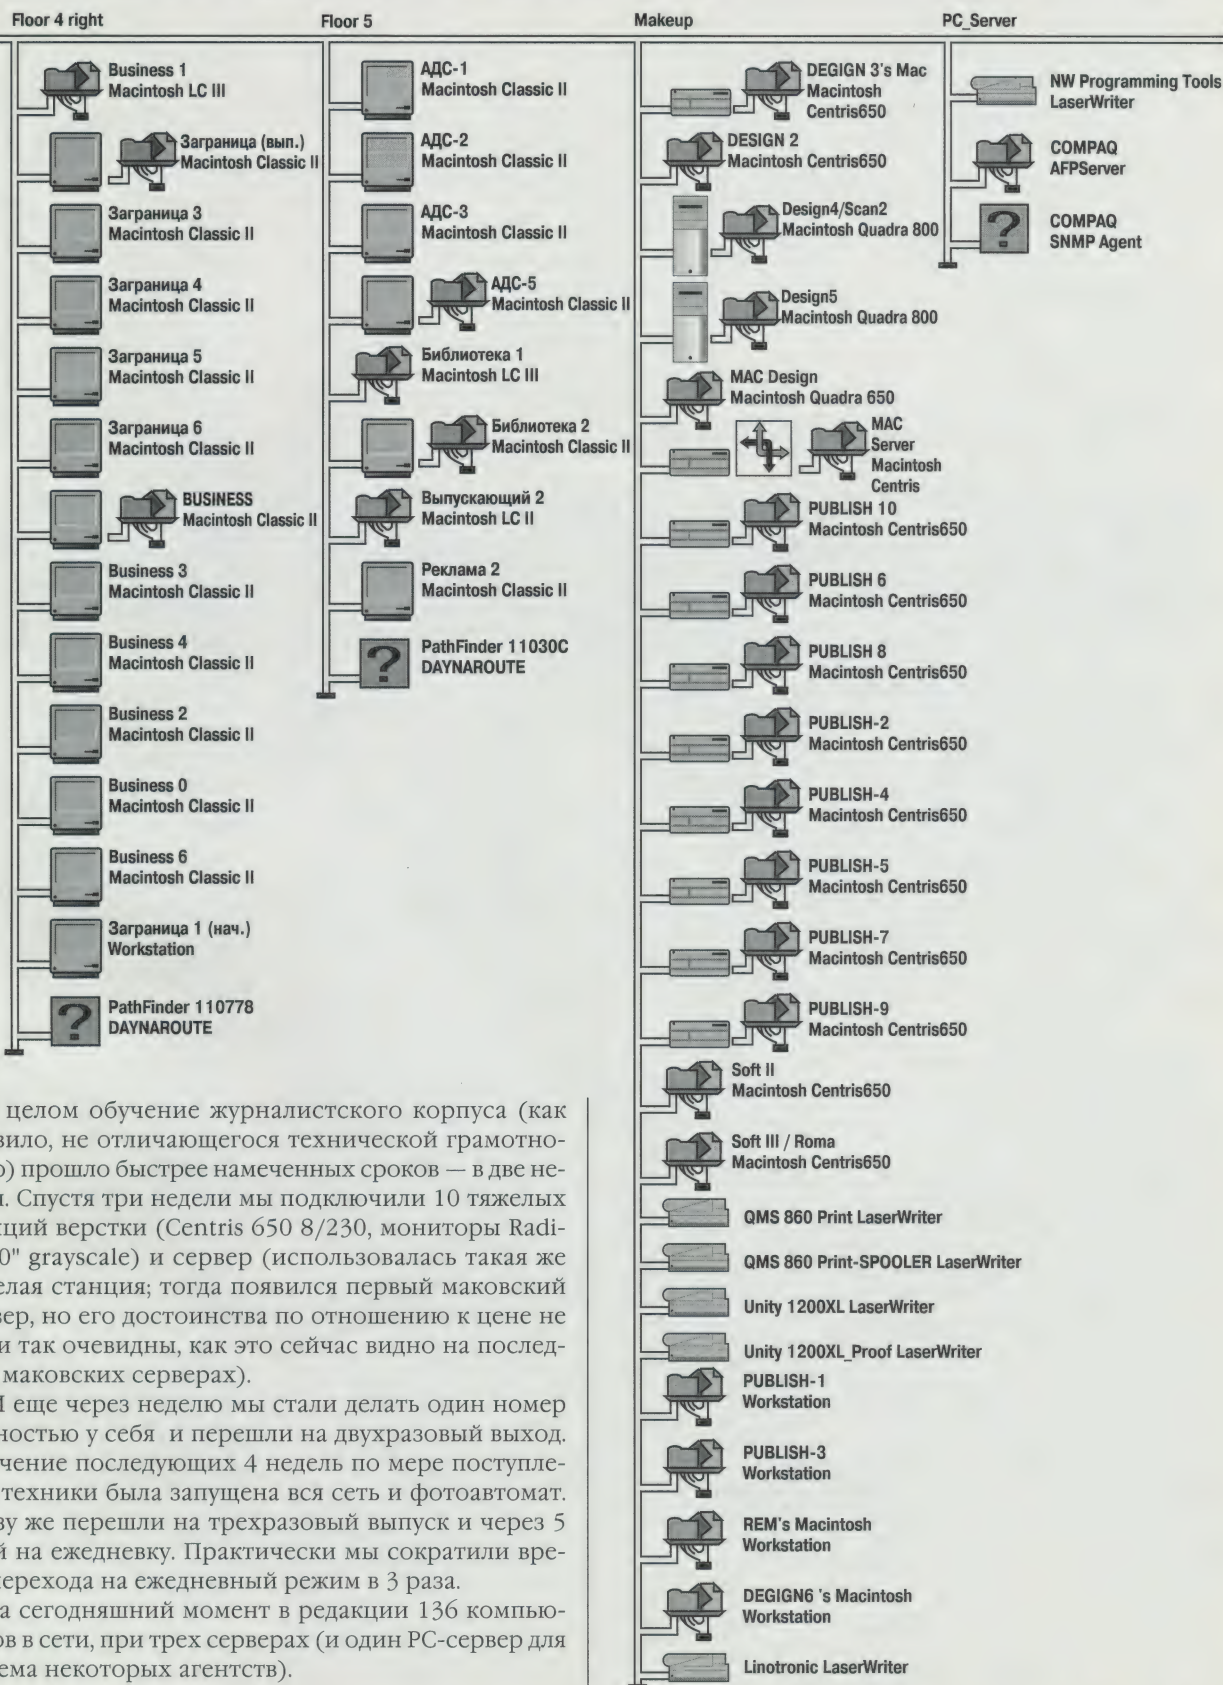 Floor 4 right
Floor 5
Makeup
PC_Server
Business 1
Macintosh LC III
Заграница (вып.)
Macintosh Classic II
Заграница 3
Macintosh Classic II
Заграница 4
Macintosh Classic II
Заграница 5
Macintosh Classic II
Заграница 6
Macintosh Classic II
BUSINESS
Macintosh Classic II
Business 3
Macintosh Classic II
Business 4
Macintosh Classic II
Business 2
Macintosh Classic II
Business 0
Macintosh Classic II
Business 6
Macintosh Classic II
Заграница 1 (нач.)
Workstation
?
PathFinder 110778
DAYNAROUTE
АДС-1
Macintosh Classic II
АДС-2
Macintosh Classic II
АДС-3
Macintosh Classic II
АДС-5
Macintosh Classic II
Библиотека 1
Macintosh LC III
Библиотека 2
Macintosh Classic II
Выпускающий 2
Macintosh LC II
Реклама 2
Macintosh Classic II
?
PathFinder 11030C
DAYNAROUTE
DEGIGN 3's Mac
Macintosh
Centris650
DESIGN 2
Macintosh Centris650
Design4/Scan2
Macintosh Quadra 800
Design5
Macintosh Quadra 800
MAC Design
Macintosh Quadra 650
MAC
Server
Macintosh
Centris
PUBLISH 10
Macintosh Centris650
PUBLISH 6
Macintosh Centris650
PUBLISH 8
Macintosh Centris650
PUBLISH-2
Macintosh Centris650
PUBLISH-4
Macintosh Centris650
PUBLISH-5
Macintosh Centris650
PUBLISH-7
Macintosh Centris650
PUBLISH-9
Macintosh Centris650
Soft II
Macintosh Centris650
Soft III / Roma
Macintosh Centris650
QMS 860 Print LaserWriter
QMS 860 Print-SPOOLER LaserWriter
Unity 1200XL LaserWriter
Unity 1200XL_Proof LaserWriter
PUBLISH-1
Workstation
PUBLISH-3
Workstation
REM's Macintosh
Workstation
DEGIGN6 's Macintosh
Workstation
Linotronic LaserWriter
NW Programming Tools
LaserWriter
COMPAQ
AFPServer
?
COMPAQ
SNMP Agent
целом обучение журналистского корпуса (как
вило, не отличающегося технической грамотно-
ю) прошло быстрее намеченных сроков — в две не-
и. Спустя три недели мы подключили 10 тяжелых
ций верстки (Centris 650 8/230, мониторы Radi-
0" grayscale) и сервер (использовалась такая же
елая станция; тогда появился первый маковский
вер, но его достоинства по отношению к цене не
и так очевидны, как это сейчас видно на послед-
маковских серверах).
И еще через неделю мы стали делать один номер
ностью у себя и перешли на двухразовый выход.
чение последующих 4 недель по мере поступле-
техники была запущена вся сеть и фотоавтомат.
зу же перешли на трехразовый выпуск и через 5
й на ежедневку. Практически мы сократили вре-
перехода на ежедневный режим в 3 раза.
а сегодняшний момент в редакции 136 компью-
ов в сети, при трех серверах (и один PC-сервер для
ема некоторых агентств).